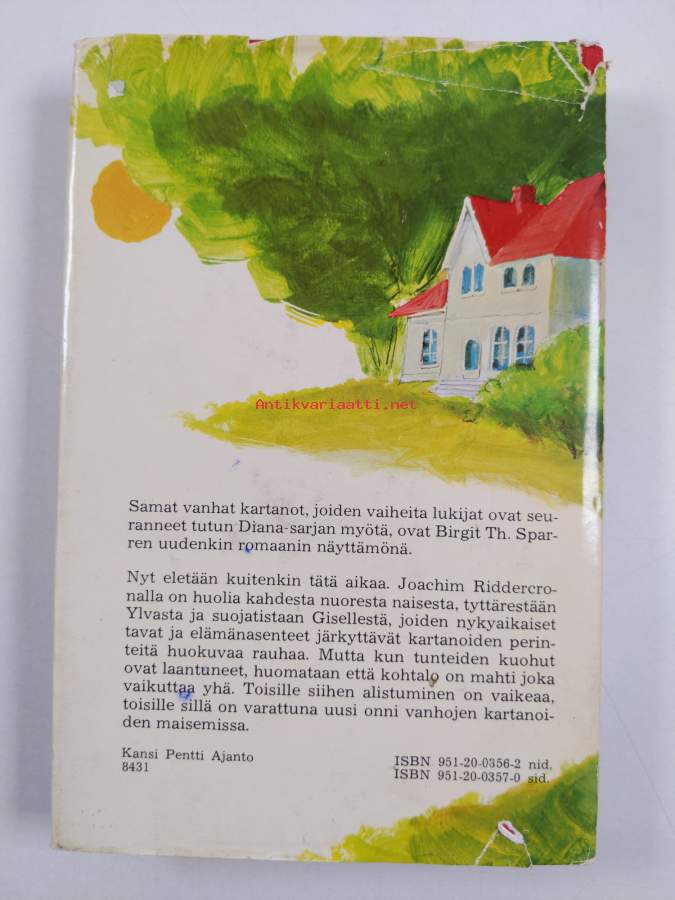 Antikvariaatti.net
Samat vanhat kartanot, joiden vaiheita lukijat ovat seu-
ranneet tutun Diana-sarjan myötä, ovat Birgit Th. Spar-
ren uudenkin romaanin näyttämönä.
Nyt eletään kuitenkin tätä aikaa. Joachim Riddercro-
nalla on huolia kahdesta nuoresta naisesta, tyttärestään
Ylvasta ja suojatistaan Gisellestä, joiden nykyaikaiset
tavat ja elämänasenteet järkyttävät kartanoiden perin-
teitä huokuvaa rauhaa. Mutta kun tunteiden kuohut
ovat laantuneet, huomataan että kohtalo on mahti joka
vaikuttaa yhä. Toisille siihen alistuminen on vaikeaa,
toisille sillä on varattuna uusi onni vanhojen kartanoi-
den maisemissa.
Kansi Pentti Ajanto
8431
ISBN 951-20-0356-2 nid.
ISBN 951-20-0357-0 sid.